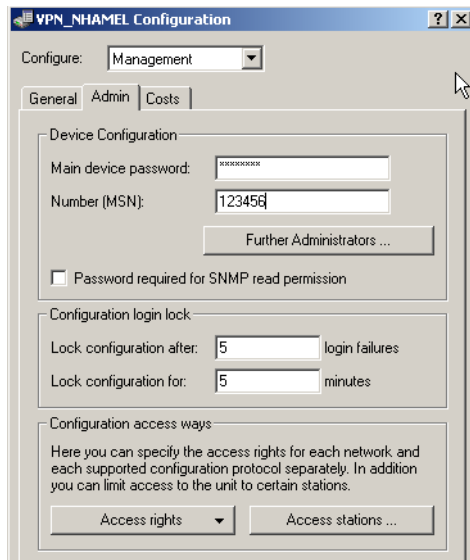 VPN_NHAMEL Configuration
Configure: Management
General Admin Costs
Device Configuration
Main device password: ********
Number (MSN): 123456
Further Administrators ...
Password required for SNMP read permission
Configuration login lock
Lock configuration after: 5 login failures
Lock configuration for: 5 minutes
Configuration access ways
Here you can specify the access rights for each network and
each supported configuration protocol separately. In addition
you can limit access to the unit to certain stations.
Access rights Access stations ...